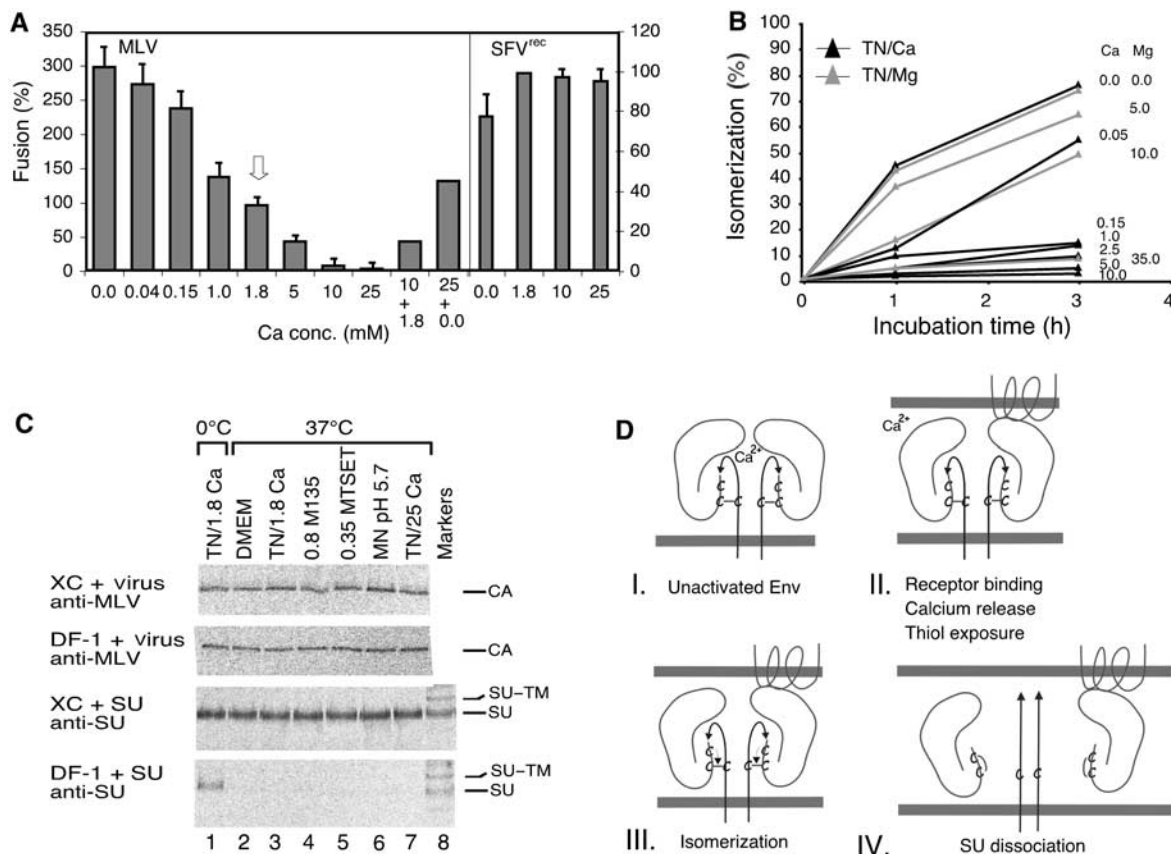 A
MLV
SFVrec
Fusion (%)
350
300
250
200
150
100
50
0
120
100
80
60
40
20
0
0.0 0.04 0.15 1.0 1.8 5 10 25 10 + 1.8 25 + 0.0 0.0 1.8 10 25
Ca conc. (mM)
B
TN/Ca
TN/Mg
Isomerization (%)
100
90
80
70
60
50
40
30
20
10
0
Ca Mg
0.0 0.0
5.0
0.05
10.0
0.15
1.0
2.5
5.0 35.0
10.0
0 1 2 3 4
Incubation time (h)
C
0°C 37°C
TN/1.8 Ca
DMEM
TN/1.8 Ca
0.8 M135
0.35 MTSET
MN pH 5.7
TN/25 Ca
Markers
XC + virus
anti-MLV
CA
DF-1 + virus
anti-MLV
CA
XC + SU
anti-SU
SU-TM
SU
DF-1 + SU
anti-SU
SU-TM
SU
1 2 3 4 5 6 7 8
D
Ca2+
C C C C C C
I. Unactivated Env
Ca2+
C C C C C C
II. Receptor binding
Calcium release
Thiol exposure
C C C C C C
III. Isomerization
C C C C C C
IV. SU dissociation